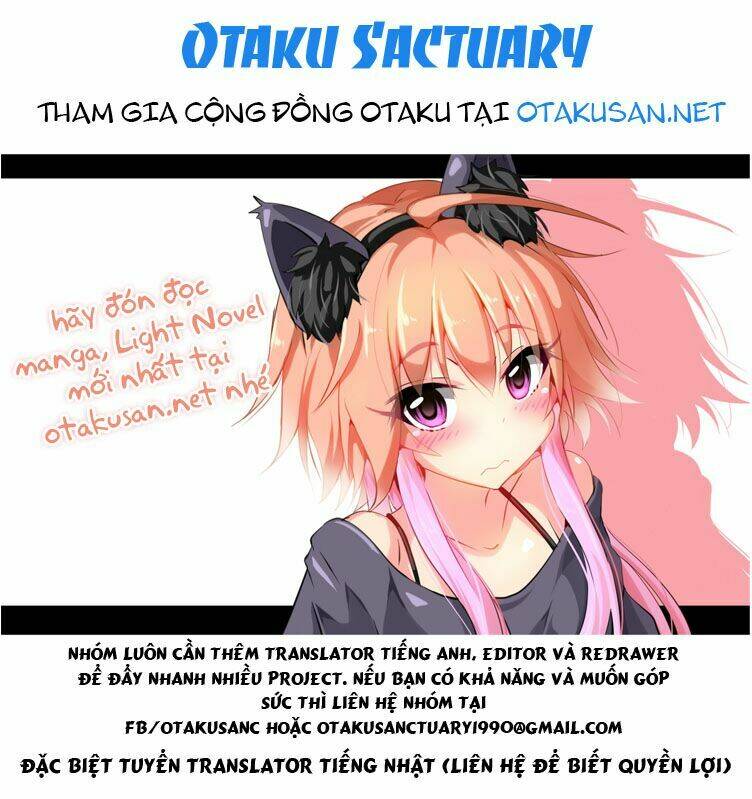 OTAKU SACTUARY
THAM GIA CỘNG ĐỒNG OTAKU TẠI OTAKUSAN.NET
hãy đón đọc
manga, Light Novel
mới nhất tại
otakusan.net nhé
NHÓM LUÔN CẦN THÊM TRANSLATOR TIẾNG ANH, EDITOR VÀ REDRAWER
ĐỂ ĐẨY NHANH NHIỀU PROJECT. NẾU BẠN CÓ KHẢ NĂNG VÀ MUỐN GÓP
SỨC THÌ LIÊN HỆ NHÓM TẠI
FB/OTAKUSANC HOẶC OTAKUSANCTUARY1990@GMAIL.COM
ĐẶC BIỆT TUYỂN TRANSLATOR TIẾNG NHẬT (LIÊN HỆ ĐỂ BIẾT QUYỀN LỢI)